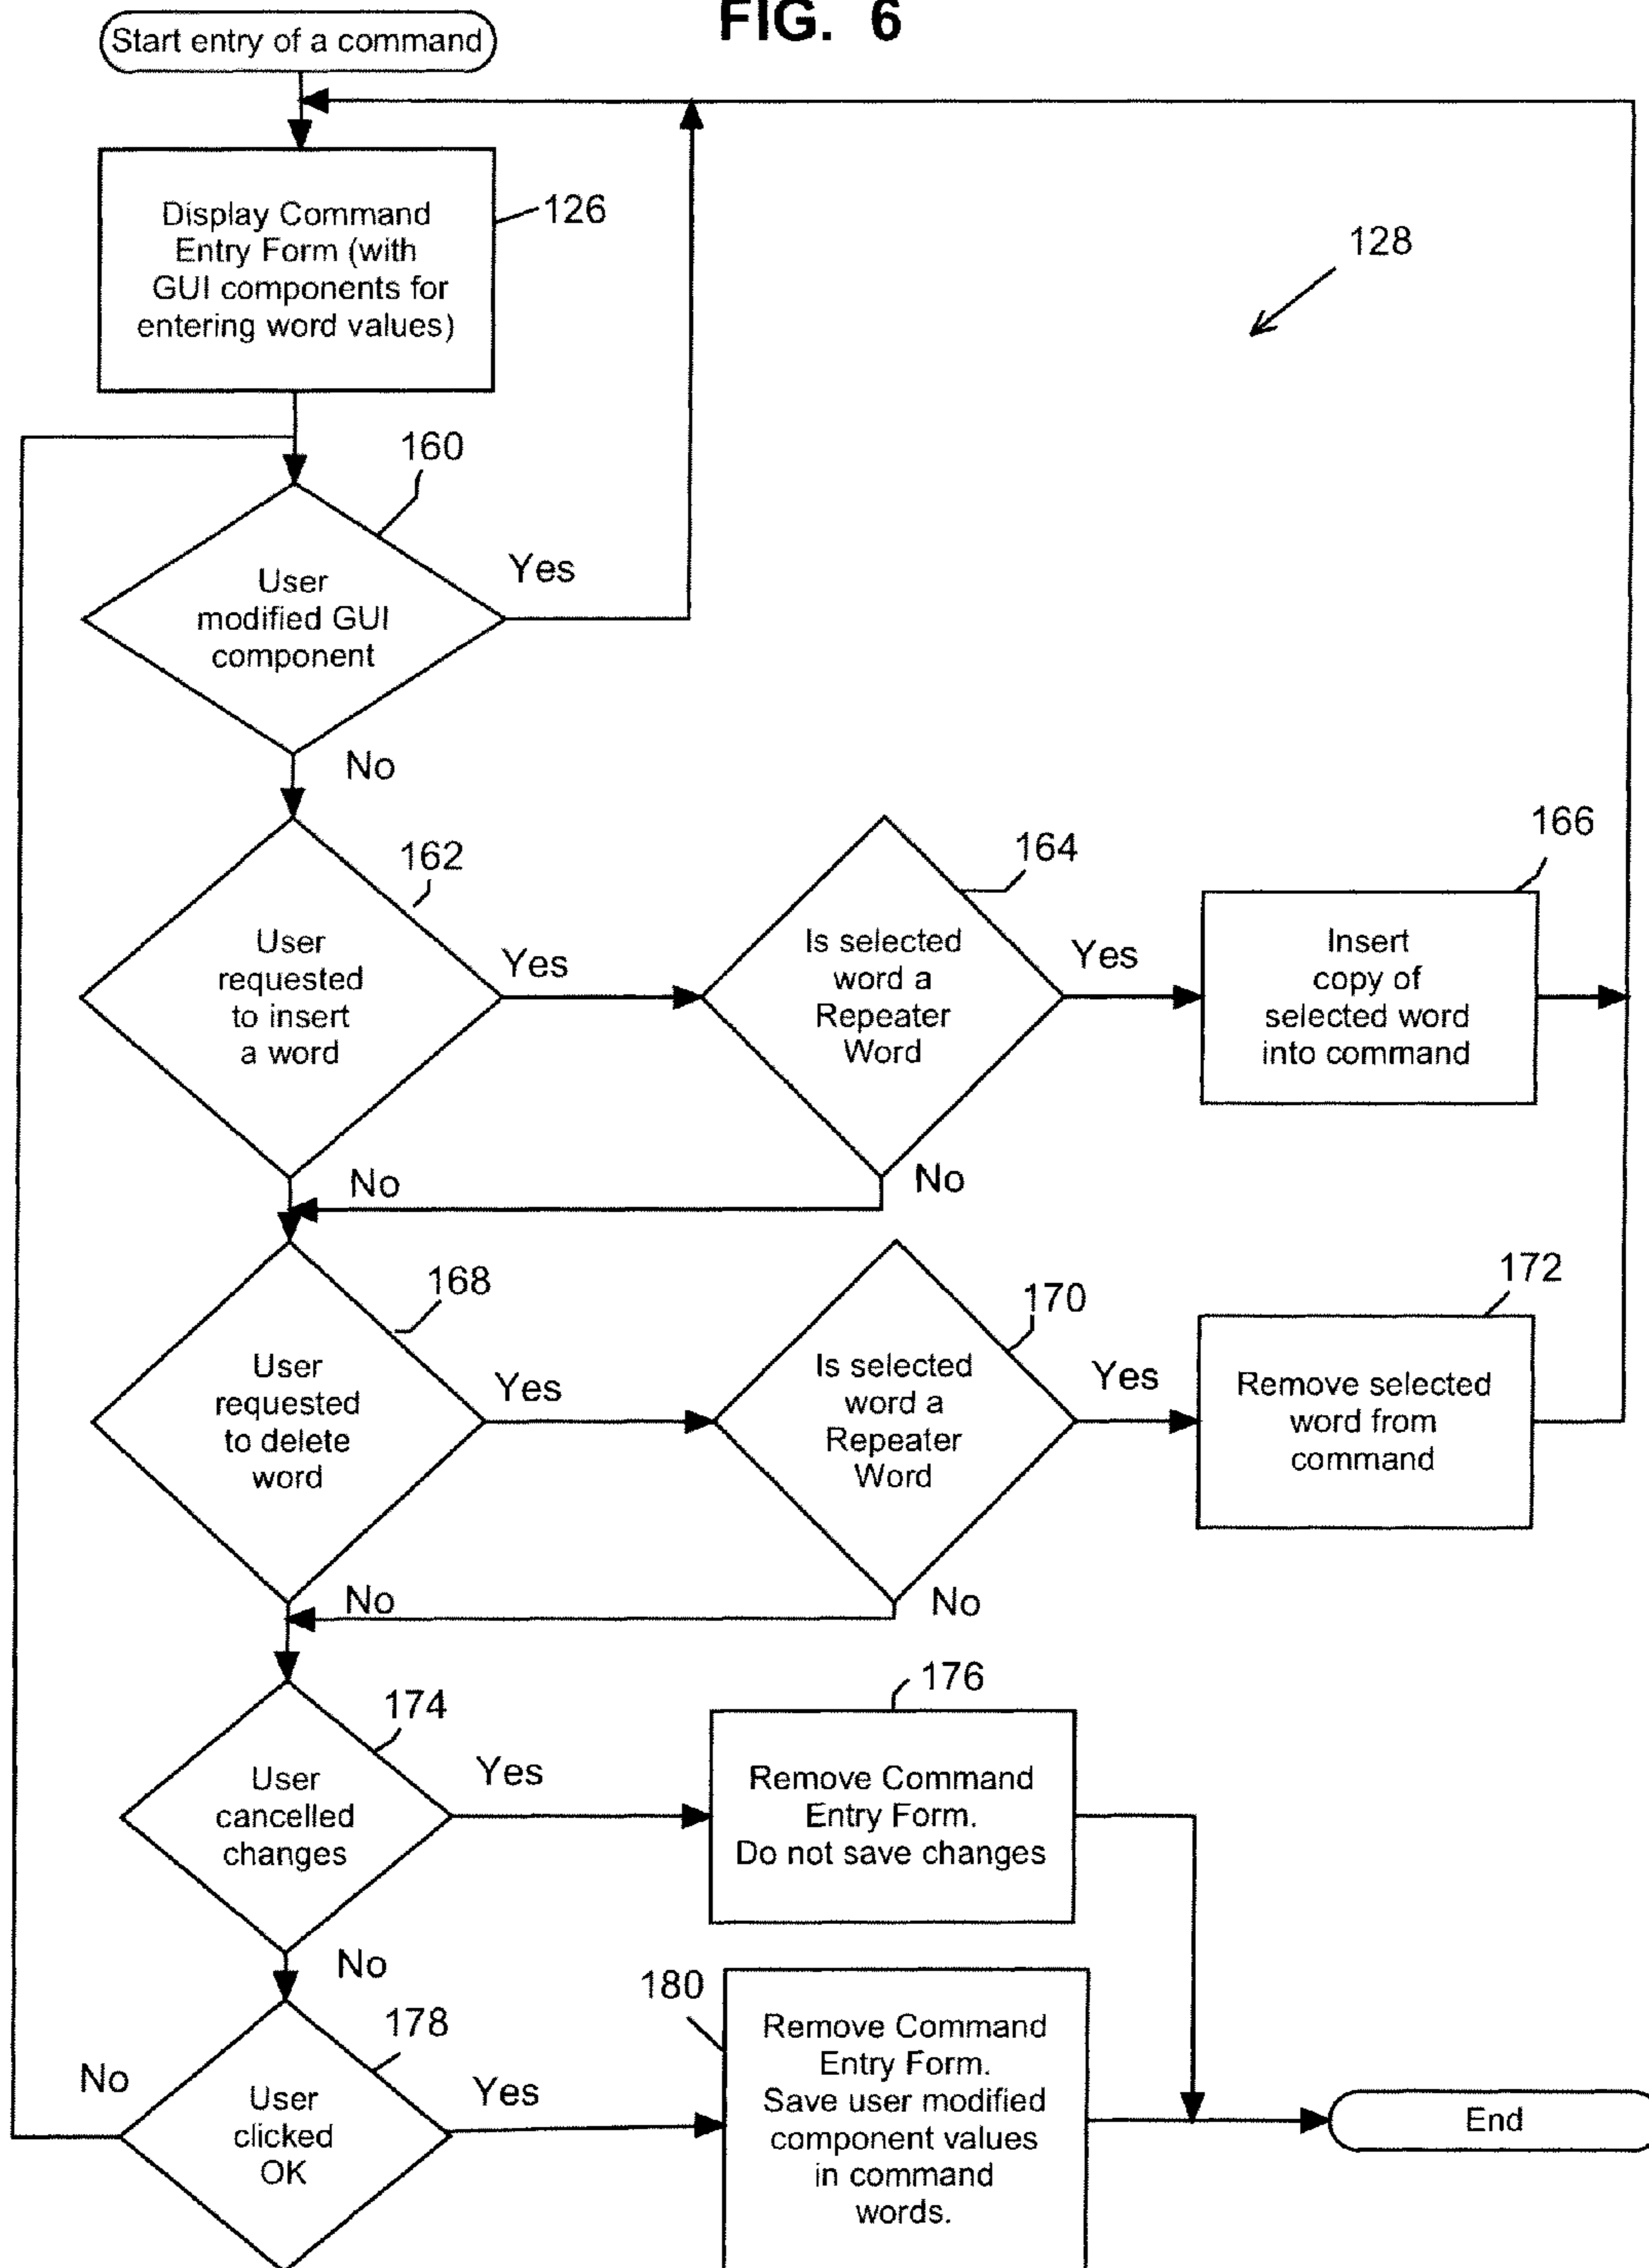 FIG. 6
Start entry of a command
Display Command
Entry Form (with
GUI components for
entering word values)
126
128
160
User
modified GUI
component
Yes
No
162
User
requested
to insert
a word
Yes
164
Is selected
word a
Repeater
Word
Yes
166
Insert
copy of
selected word
into command
No
No
168
User
requested
to delete
word
Yes
170
Is selected
word a
Repeater
Word
Yes
172
Remove selected
word from
command
No
No
174
User
cancelled
changes
Yes
176
Remove Command
Entry Form.
Do not save changes
No
178
User
clicked
OK
No
Yes
180
Remove Command
Entry Form.
Save user modified
component values
in command
words.
End